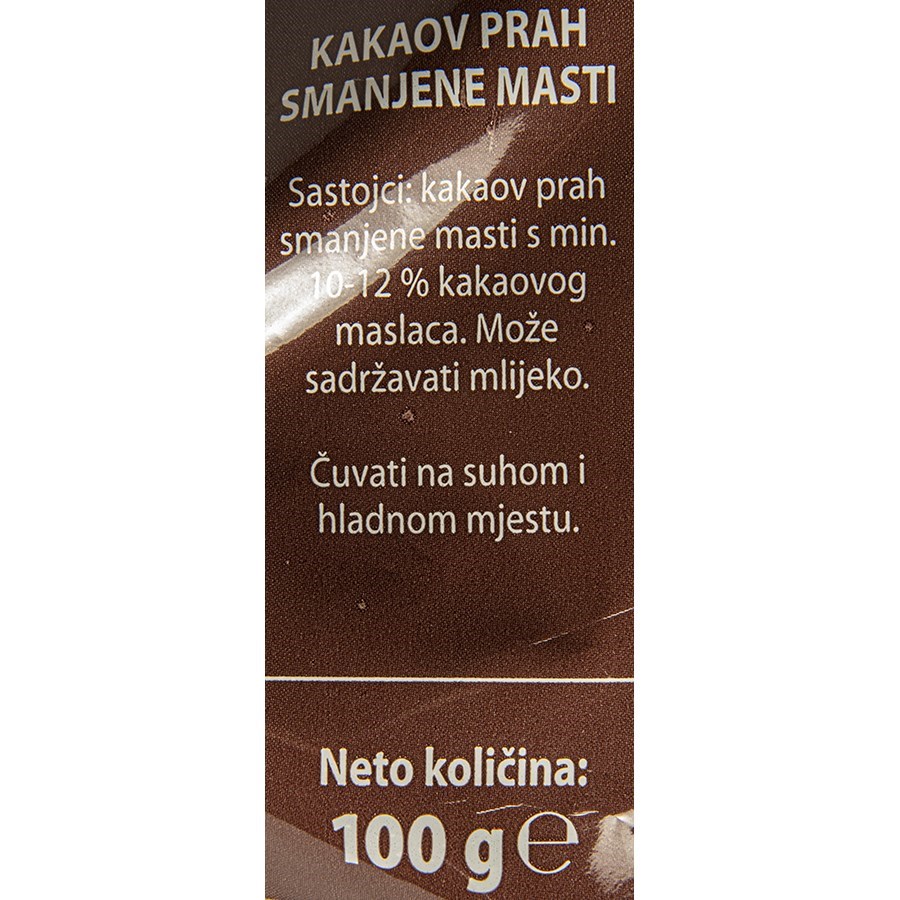 KAKAOV PRAH
SMANJENE MASTI
Sastojci: kakaov prah
smanjene masti s min.
10-12 % kakaovog
maslaca. Može
sadržavati mlijeko.
Čuvati na suhom i
hladnom mjestu.
Neto količina:
100 g ℮